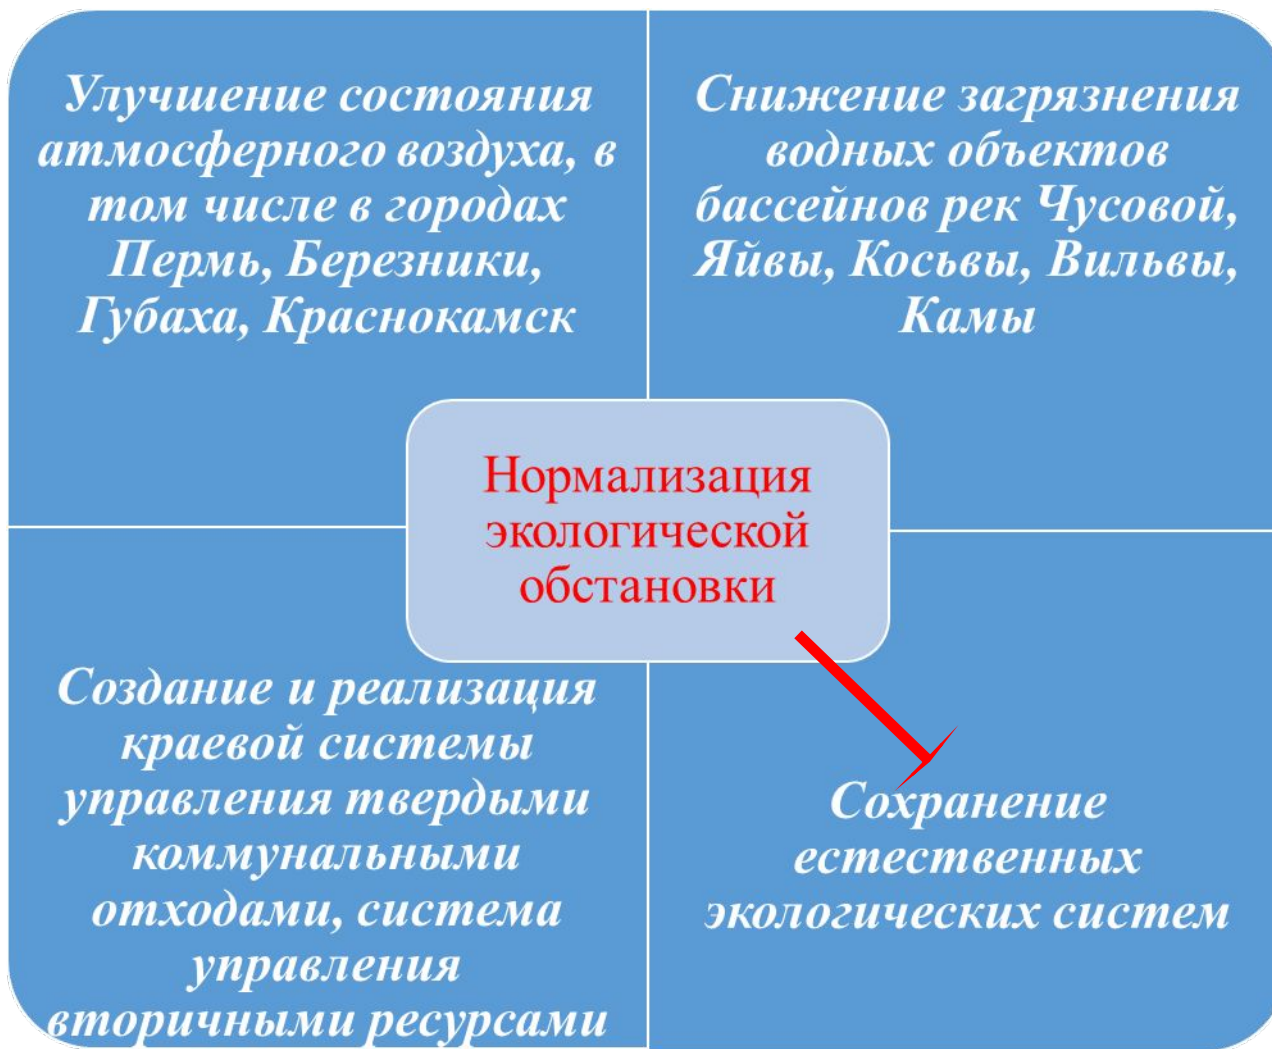 Улучшение состояния
атмосферного воздуха, в
том числе в городах
Пермь, Березники,
Губаха, Краснокамск
Снижение загрязнения
водных объектов
бассейнов рек Чусовой,
Яйвы, Косьвы, Вильвы,
Камы
Нормализация
экологической
обстановки
Создание и реализация
краевой системы
управления твердыми
коммунальными
отходами, система
управления
вторичными ресурсами
Сохранение
естественных
экологических систем